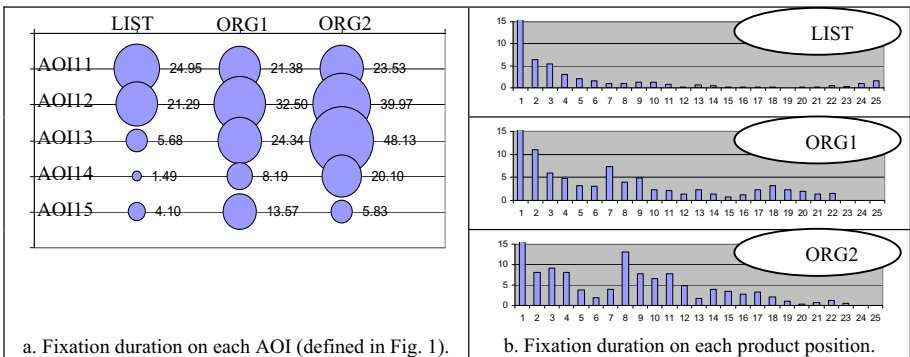 LIST ORG1 ORG2
AOI11 24.95 21.38 23.53
AOI12 21.29 32.50 39.97
AOI13 5.68 24.34 48.13
AOI14 1.49 8.19 20.10
AOI15 4.10 13.57 5.83
a. Fixation duration on each AOI (defined in Fig. 1).
LIST
15
10
5
0
1 2 3 4 5 6 7 8 9 10 11 12 13 14 15 16 17 18 19 20 21 22 23 24 25
ORG1
15
10
5
0
1 2 3 4 5 6 7 8 9 10 11 12 13 14 15 16 17 18 19 20 21 22 23 24 25
ORG2
15
10
5
0
1 2 3 4 5 6 7 8 9 10 11 12 13 14 15 16 17 18 19 20 21 22 23 24 25
b. Fixation duration on each product position.